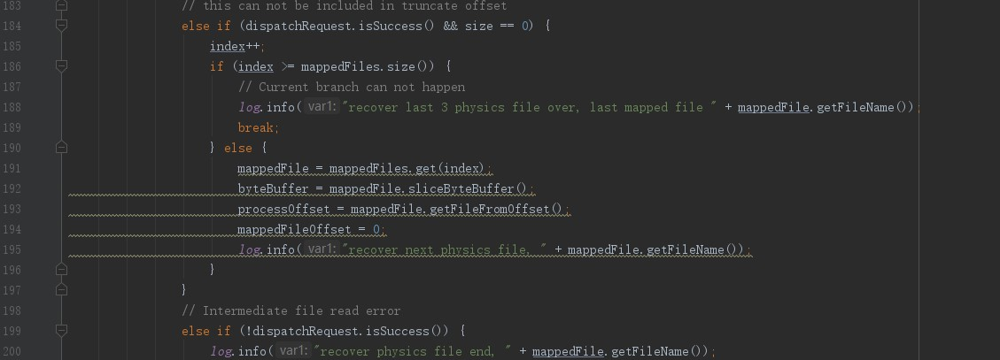 183 // this can not be included in truncate offset
184 else if (dispatchRequest.isSuccess() && size == 0) {
185 index++;
186 if (index >= mappedFiles.size()) {
187 // Current branch can not happen
188 log.info( var1: "recover last 3 physics file over, last mapped file " + mappedFile.getFileName());
189 break;
190 } else {
191 mappedFile = mappedFiles.get(index);
192 byteBuffer = mappedFile.sliceByteBuffer();
193 processOffset = mappedFile.getFileFromOffset();
194 mappedFileOffset = 0;
195 log.info( var1: "recover next physics file, " + mappedFile.getFileName());
196 }
197 }
198 // Intermediate file read error
199 else if (!dispatchRequest.isSuccess()) {
200 log.info( var1: "recover physics file end, " + mappedFile.getFileName());